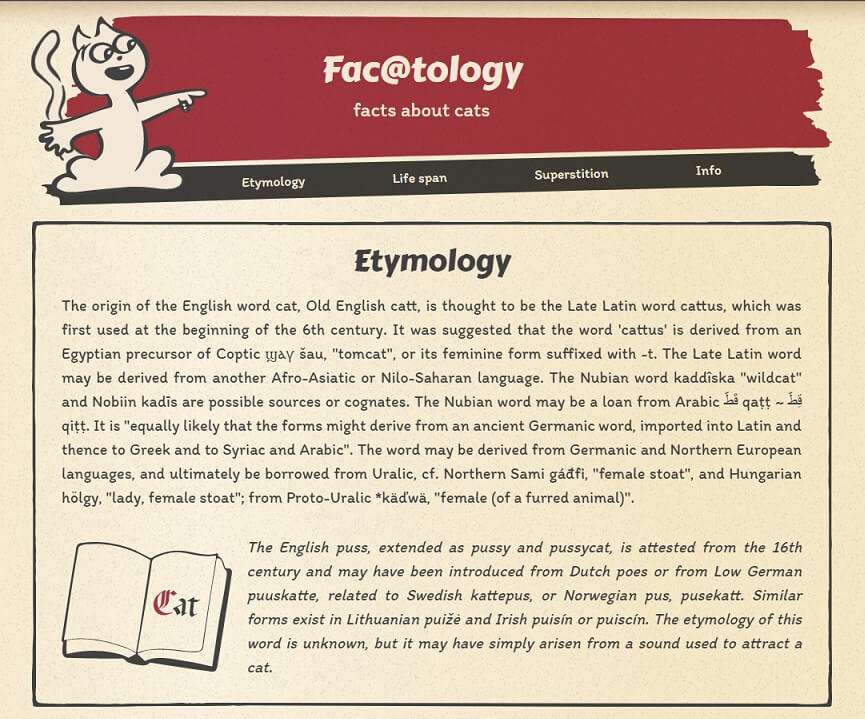 Fac@tology
facts about cats
Etymology Life span Superstition Info
Etymology
The origin of the English word cat, Old English catt, is thought to be the Late Latin word cattus, which was
first used at the beginning of the 6th century. It was suggested that the word 'cattus' is derived from an
Egyptian precursor of Coptic ϣⲁⲩ šau, "tomcat", or its feminine form suffixed with -t. The Late Latin word
may be derived from another Afro-Asiatic or Nilo-Saharan language. The Nubian word kaddîska "wildcat"
and Nobiin kadīs are possible sources or cognates. The Nubian word may be a loan from Arabic قَطّ qaṭṭ ~ قِطّ
qiṭṭ. It is "equally likely that the forms might derive from an ancient Germanic word, imported into Latin and
thence to Greek and to Syriac and Arabic". The word may be derived from Germanic and Northern European
languages, and ultimately be borrowed from Uralic, cf. Northern Sami gáđfi, "female stoat", and Hungarian
hölgy, "lady, female stoat"; from Proto-Uralic *käďwä, "female (of a furred animal)".
The English puss, extended as pussy and pussycat, is attested from the 16th
century and may have been introduced from Dutch poes or from Low German
puuskatte, related to Swedish kattepus, or Norwegian pus, pusekatt. Similar
forms exist in Lithuanian puižė and Irish puisín or puiscín. The etymology of this
word is unknown, but it may have simply arisen from a sound used to attract a
cat.
Cat